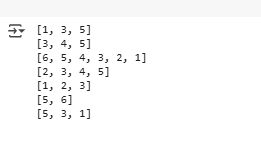 [1, 3, 5]
[3, 4, 5]
[6, 5, 4, 3, 2, 1]
[2, 3, 4, 5]
[1, 2, 3]
[5, 6]
[5, 3, 1]